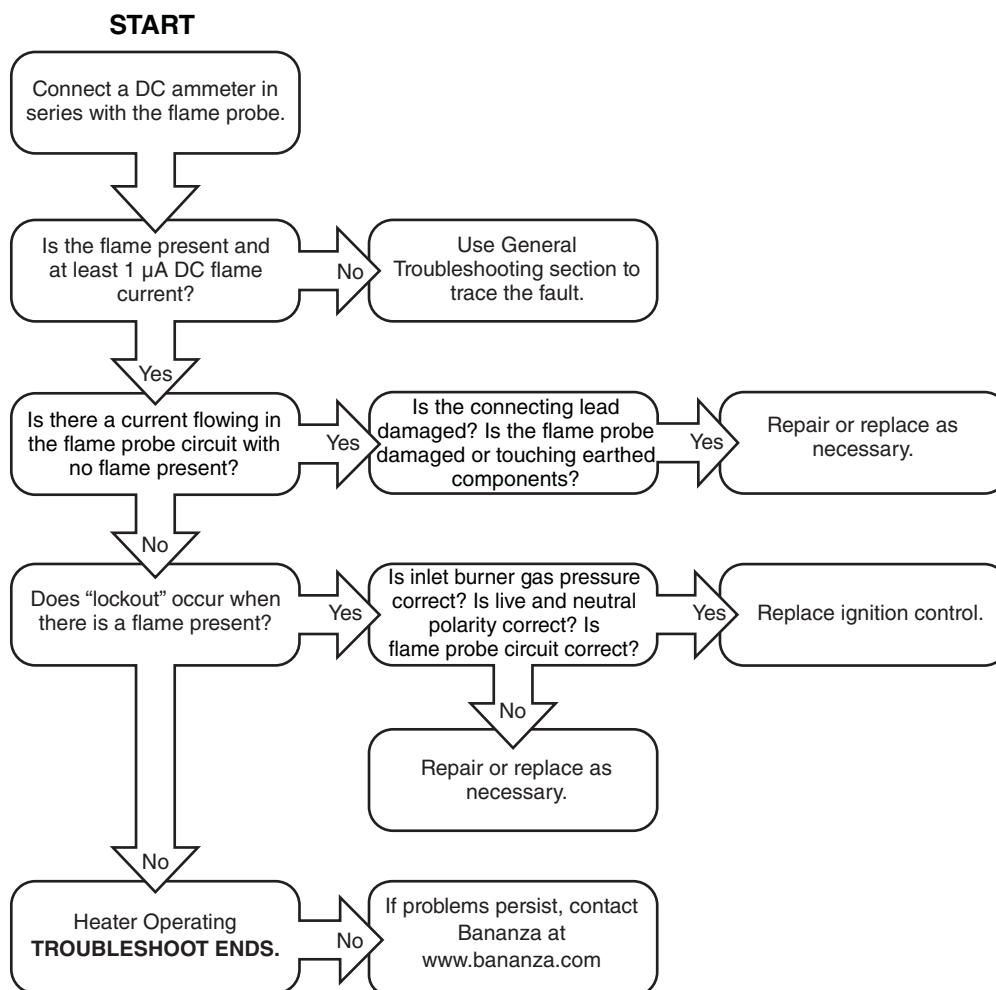 START
Connect a DC ammeter in
series with the flame probe.
Is the flame present and
at least 1 µA DC flame
current?
No
Use General
Troubleshooting section to
trace the fault.
Yes
Is there a current flowing in
the flame probe circuit with
no flame present?
Yes
Is the connecting lead
damaged? Is the flame probe
damaged or touching earthed
components?
Yes
Repair or replace as
necessary.
No
Does “lockout” occur when
there is a flame present?
Yes
Is inlet burner gas pressure
correct? Is live and neutral
polarity correct? Is
flame probe circuit correct?
Yes
Replace ignition control.
No
Repair or replace as
necessary.
No
Heater Operating
TROUBLESHOOT ENDS.
No
If problems persist, contact
Bananza at
www.bananza.com